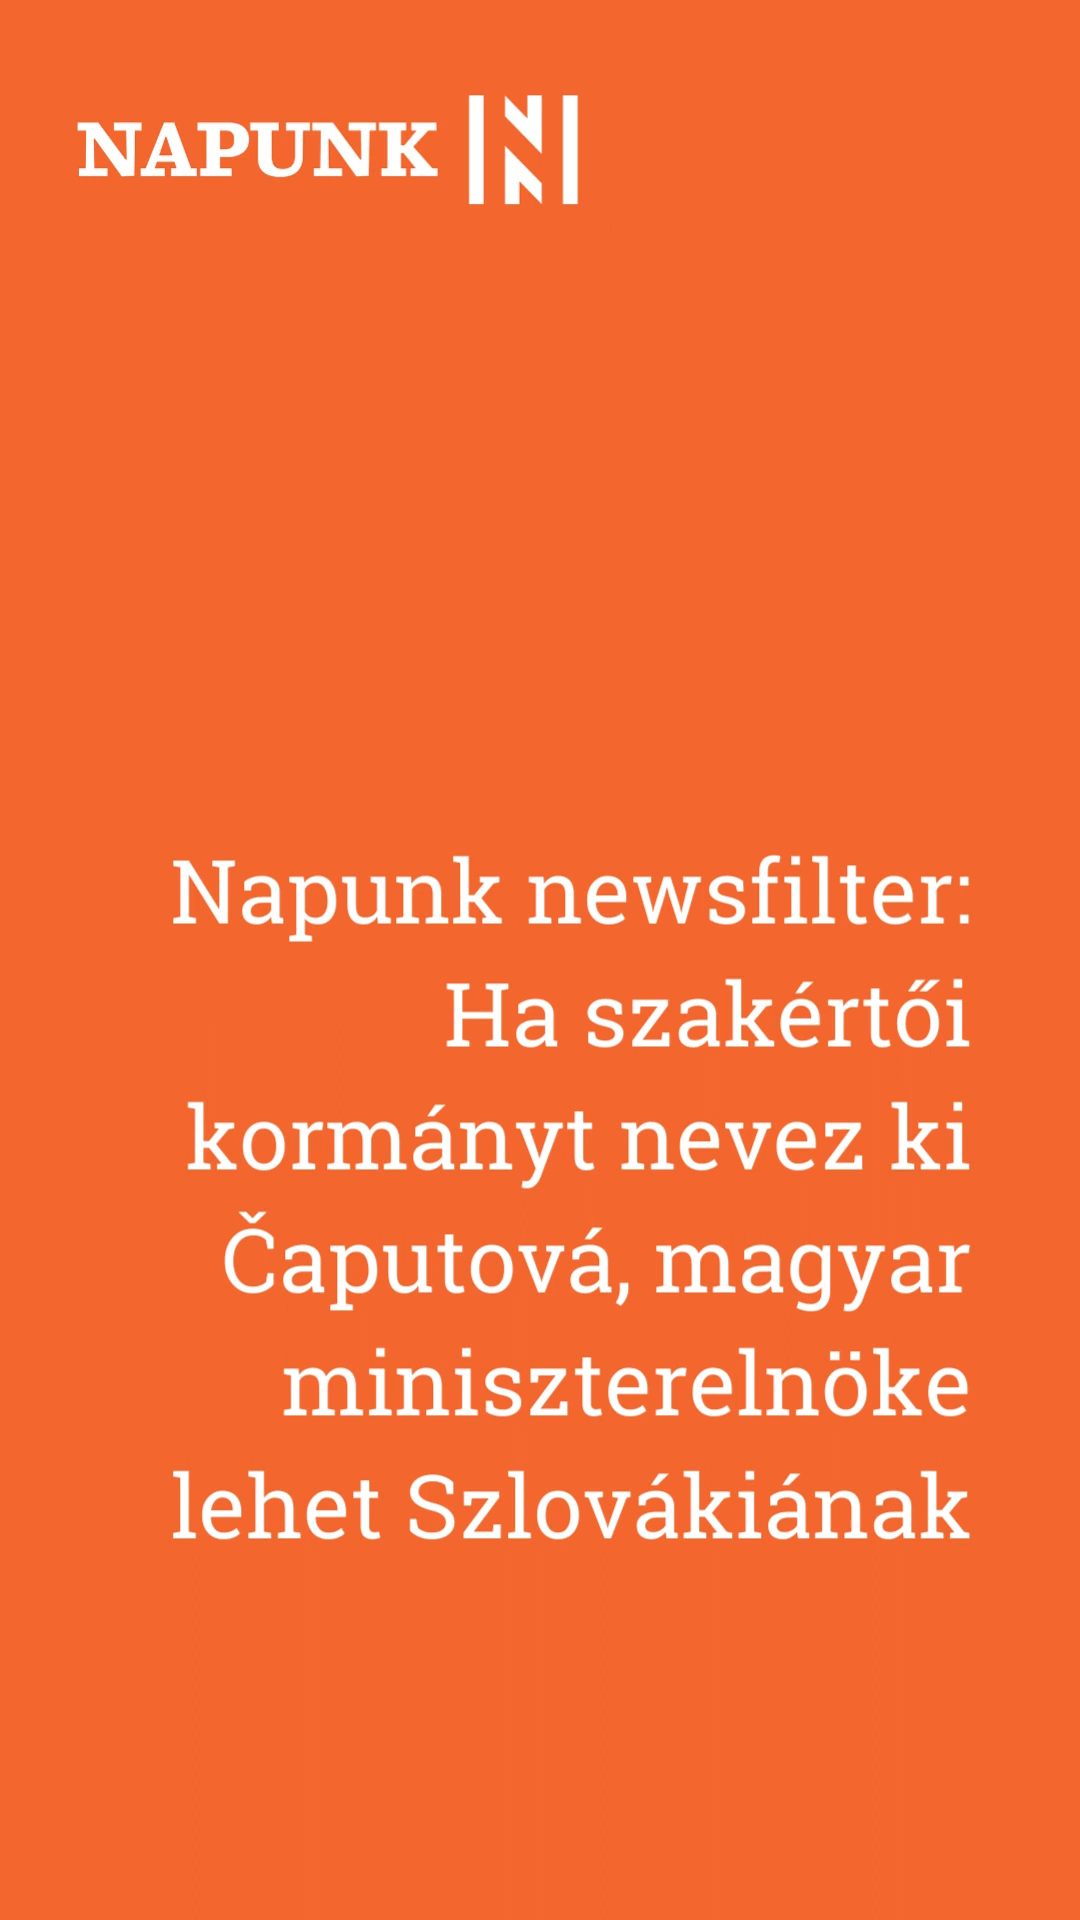 NAPUNK N
Napunk newsfilter:
Ha szakértői
kormányt nevez ki
Čaputová, magyar
miniszterelnöke
lehet Szlovákiának